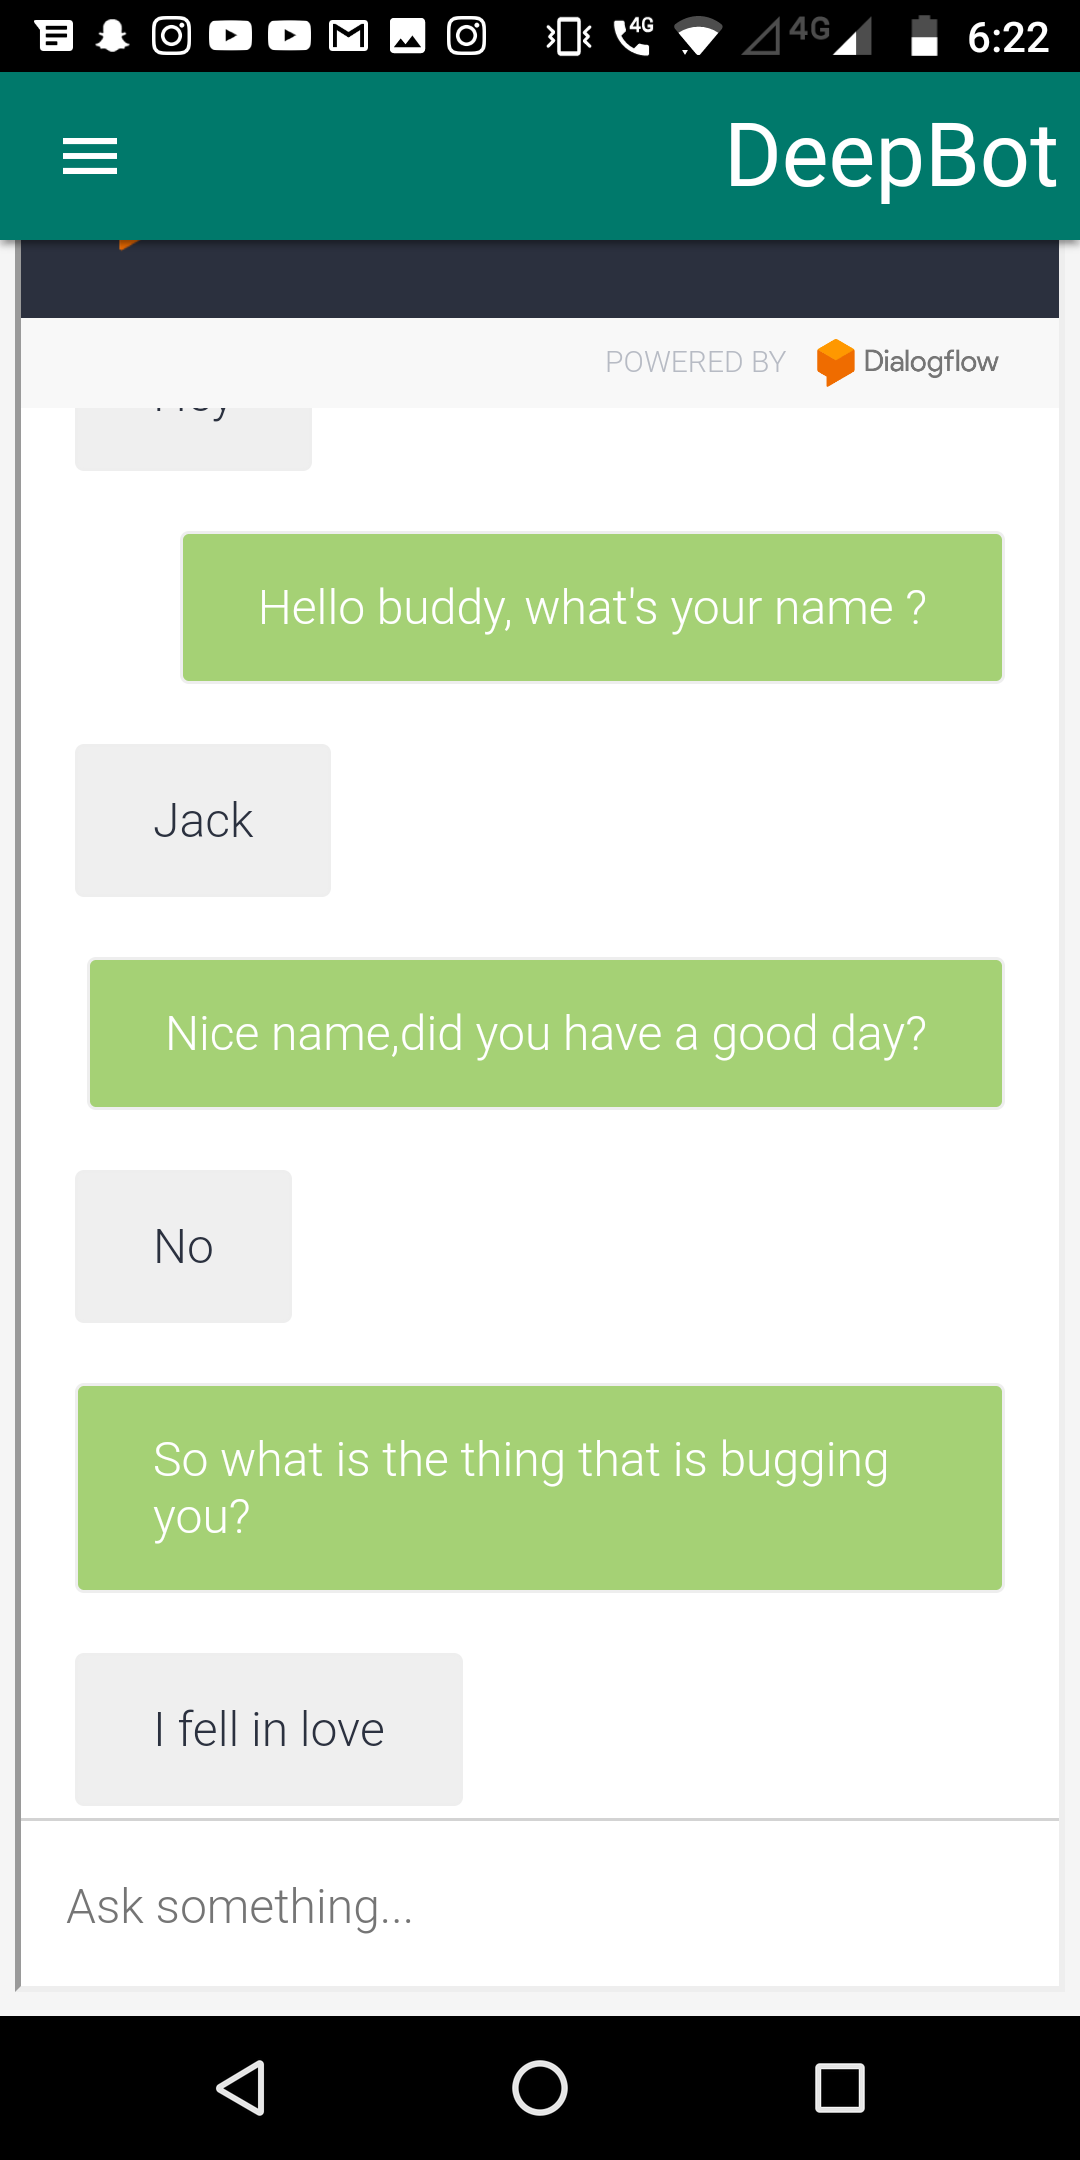 4G 4G 6:22
DeepBot
POWERED BY Dialogflow
Hello buddy, what's your name ?
Jack
Nice name,did you have a good day?
No
So what is the thing that is bugging
you?
I fell in love
Ask something...